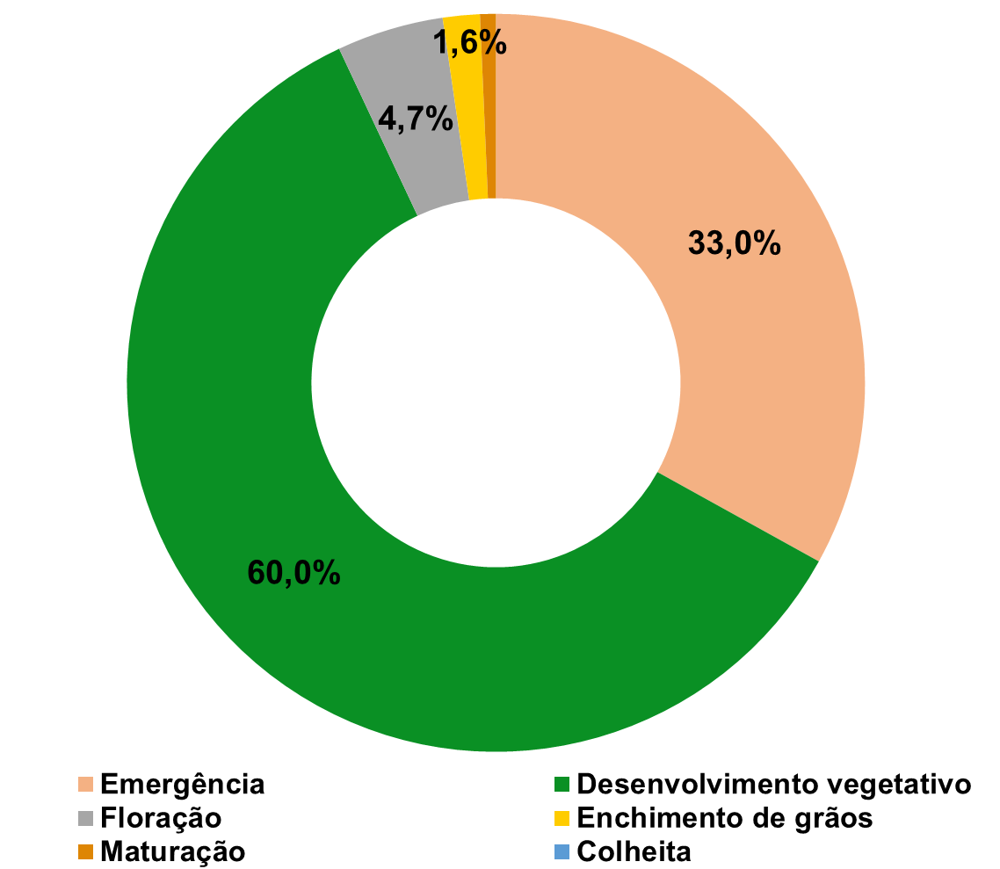 1,6%
4,7%
33,0%
60,0%
Emergência
Desenvolvimento vegetativo
Floração
Enchimento de grãos
Maturação
Colheita